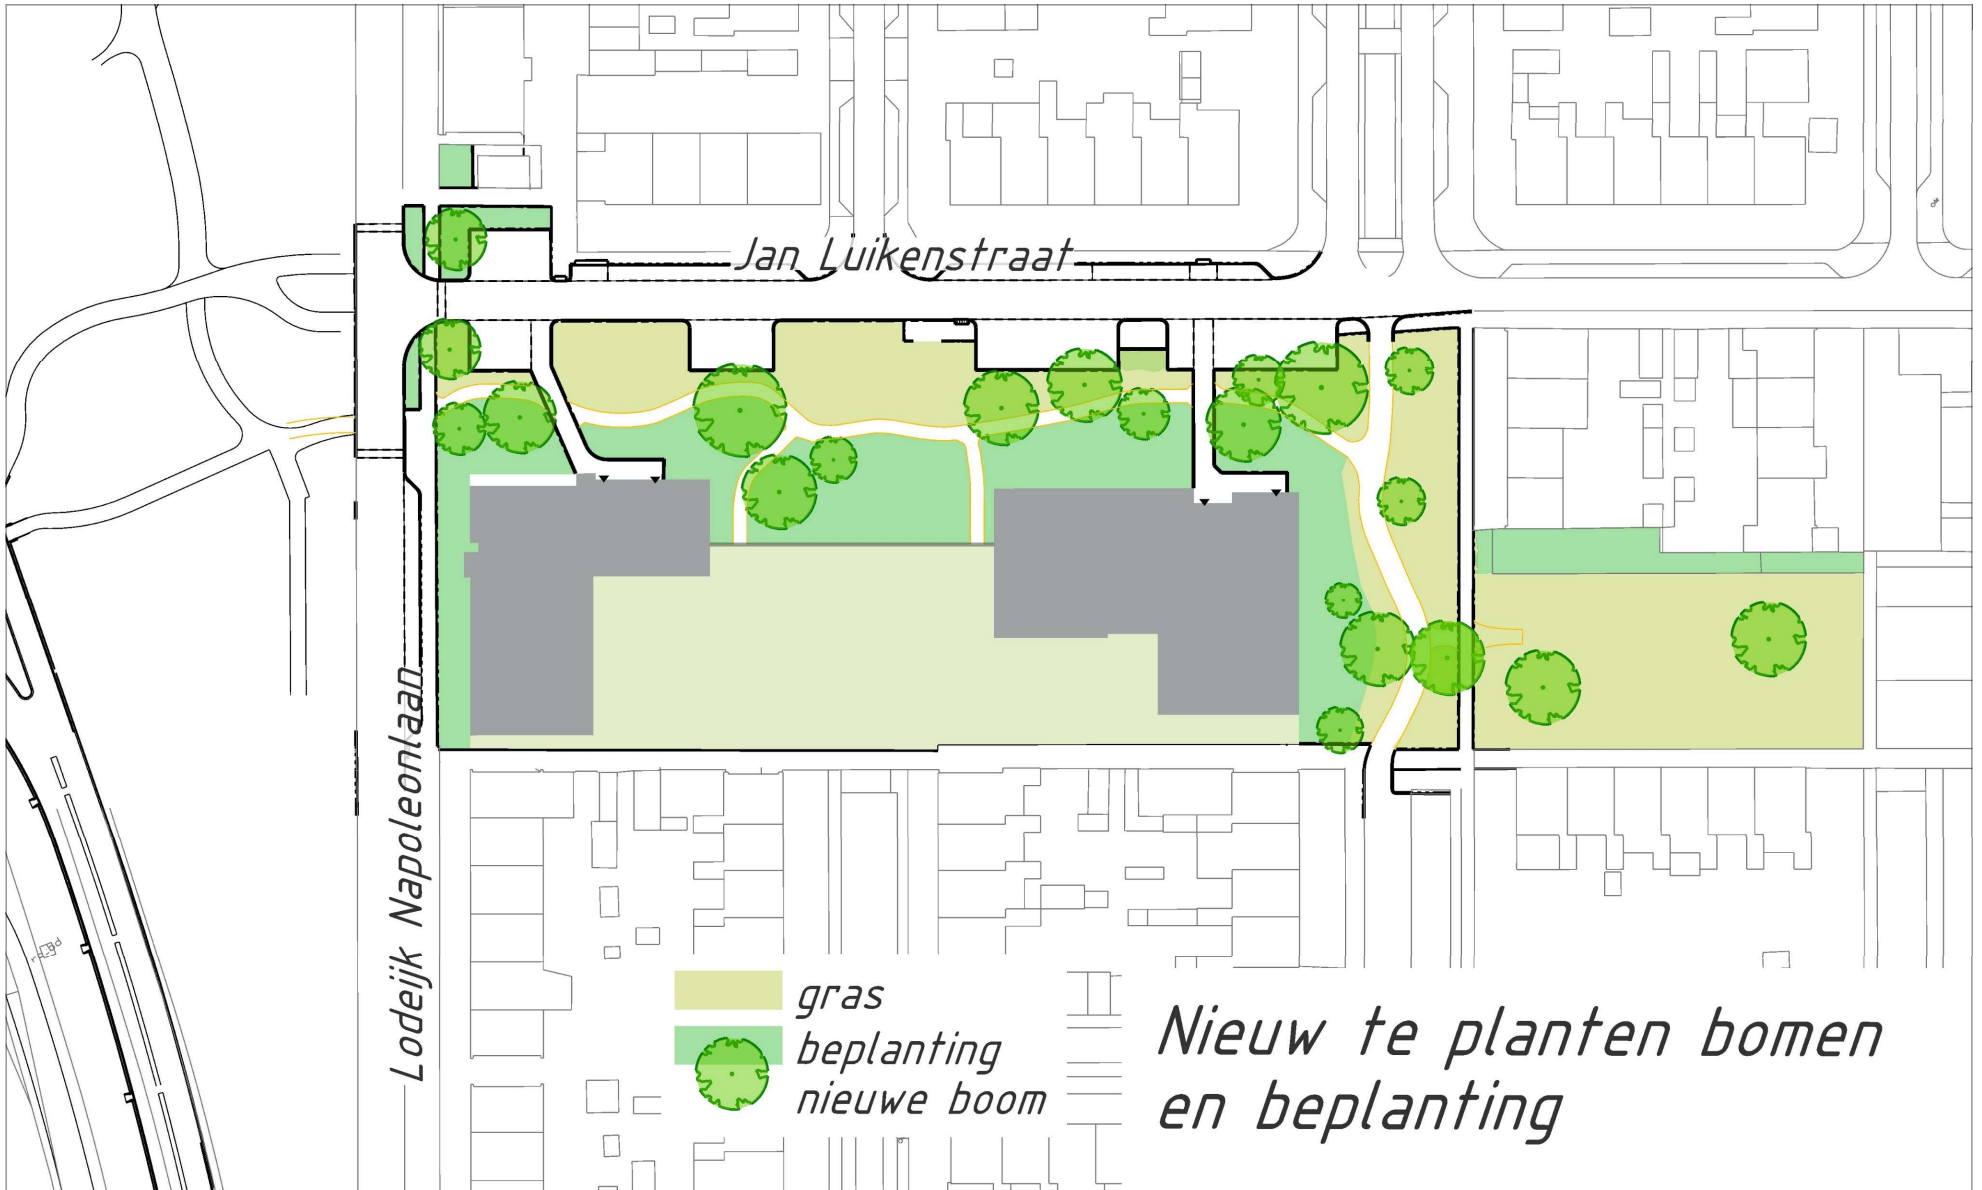 Jan Luikenstraat
Lodeijk Napoleonlaan
gras
beplanting
nieuwe boom
Nieuw te planten bomen
en beplanting